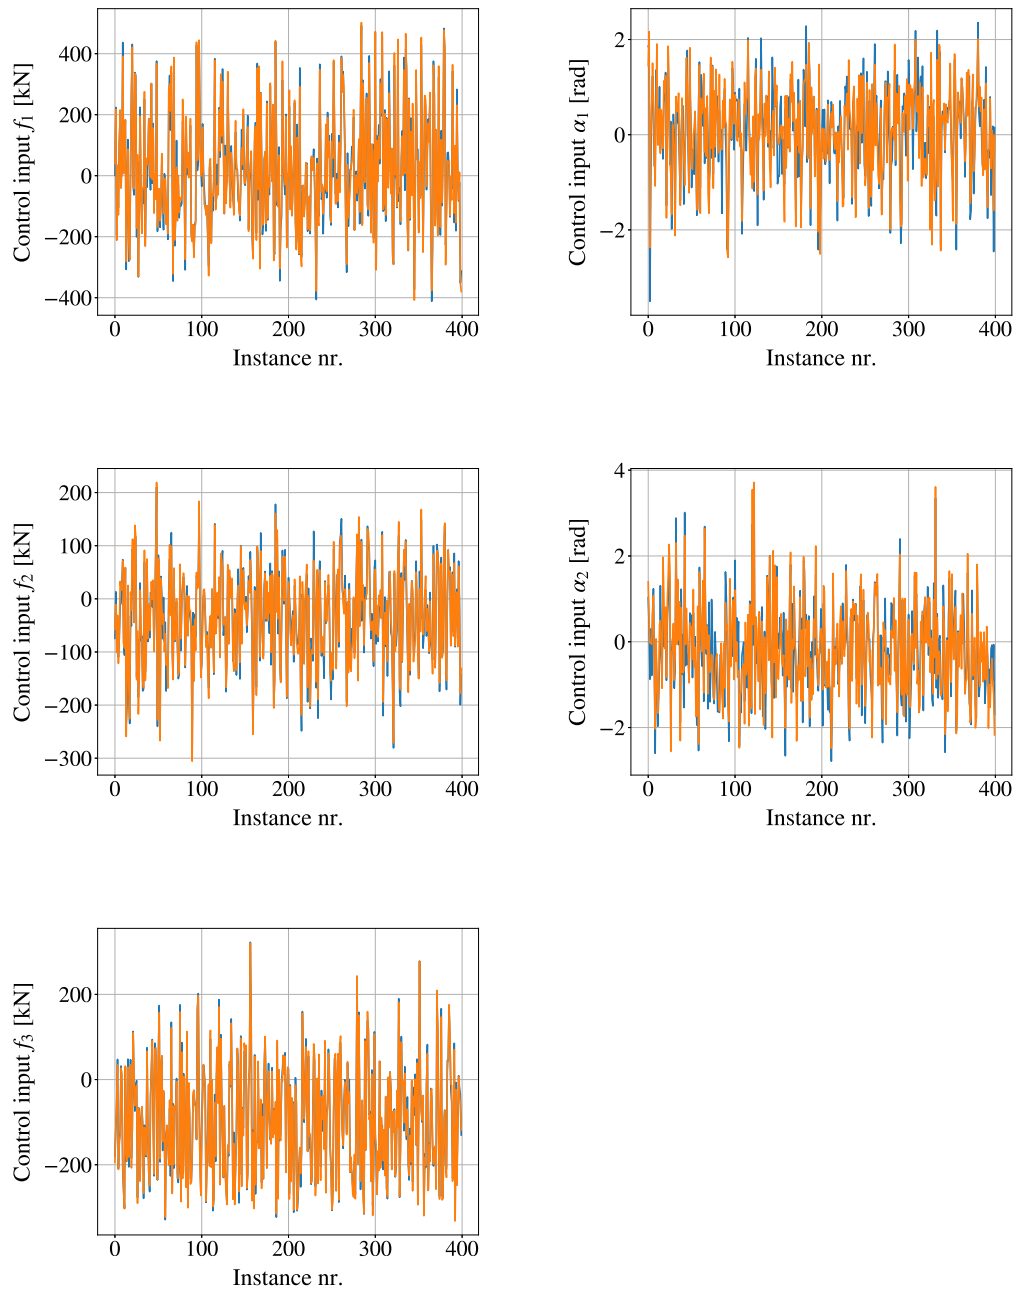 Control input f₁ [kN]
400
200
0
−200
−400
0 100 200 300 400
Instance nr.
Control input α₁ [rad]
2
0
−2
0 100 200 300 400
Instance nr.
Control input f₂ [kN]
200
100
0
−100
−200
−300
0 100 200 300 400
Instance nr.
Control input α₂ [rad]
4
2
0
−2
0 100 200 300 400
Instance nr.
Control input f₃ [kN]
200
0
−200
0 100 200 300 400
Instance nr.